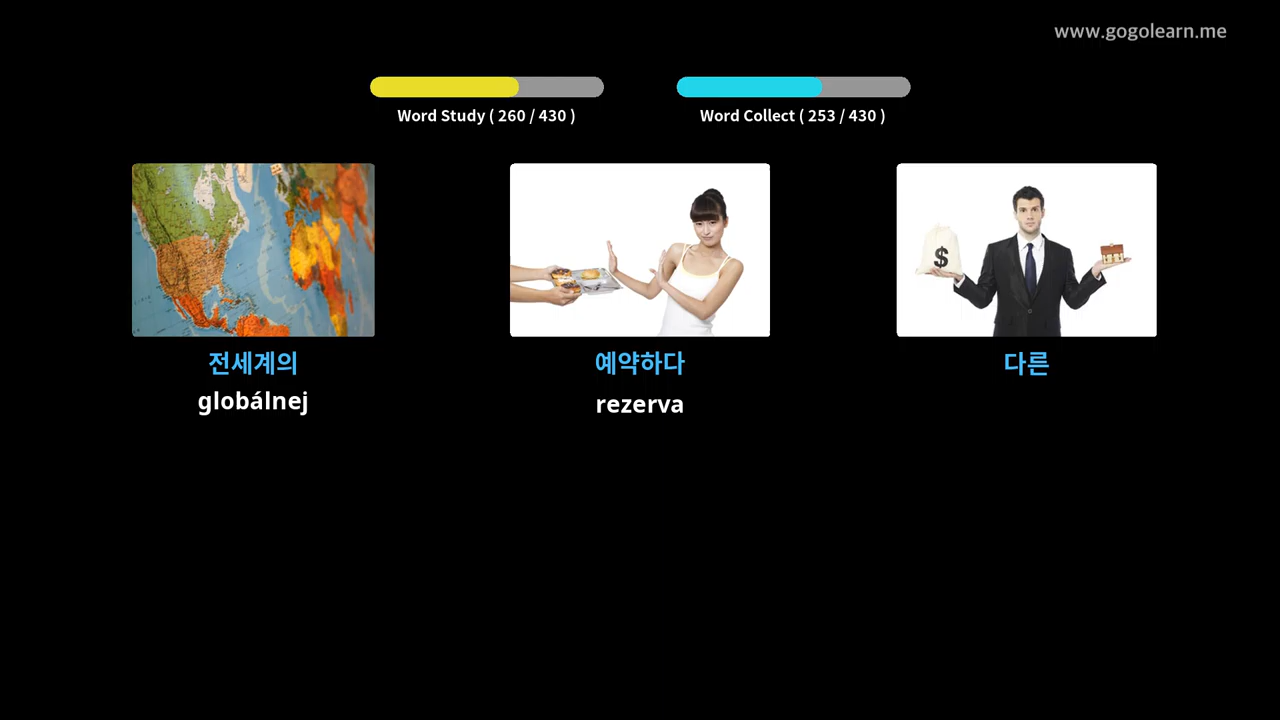 www.gogolearn.me
Word Study ( 260 / 430 )
Word Collect ( 253 / 430 )
전세계의
예약하다
다른
globálnej
rezerva